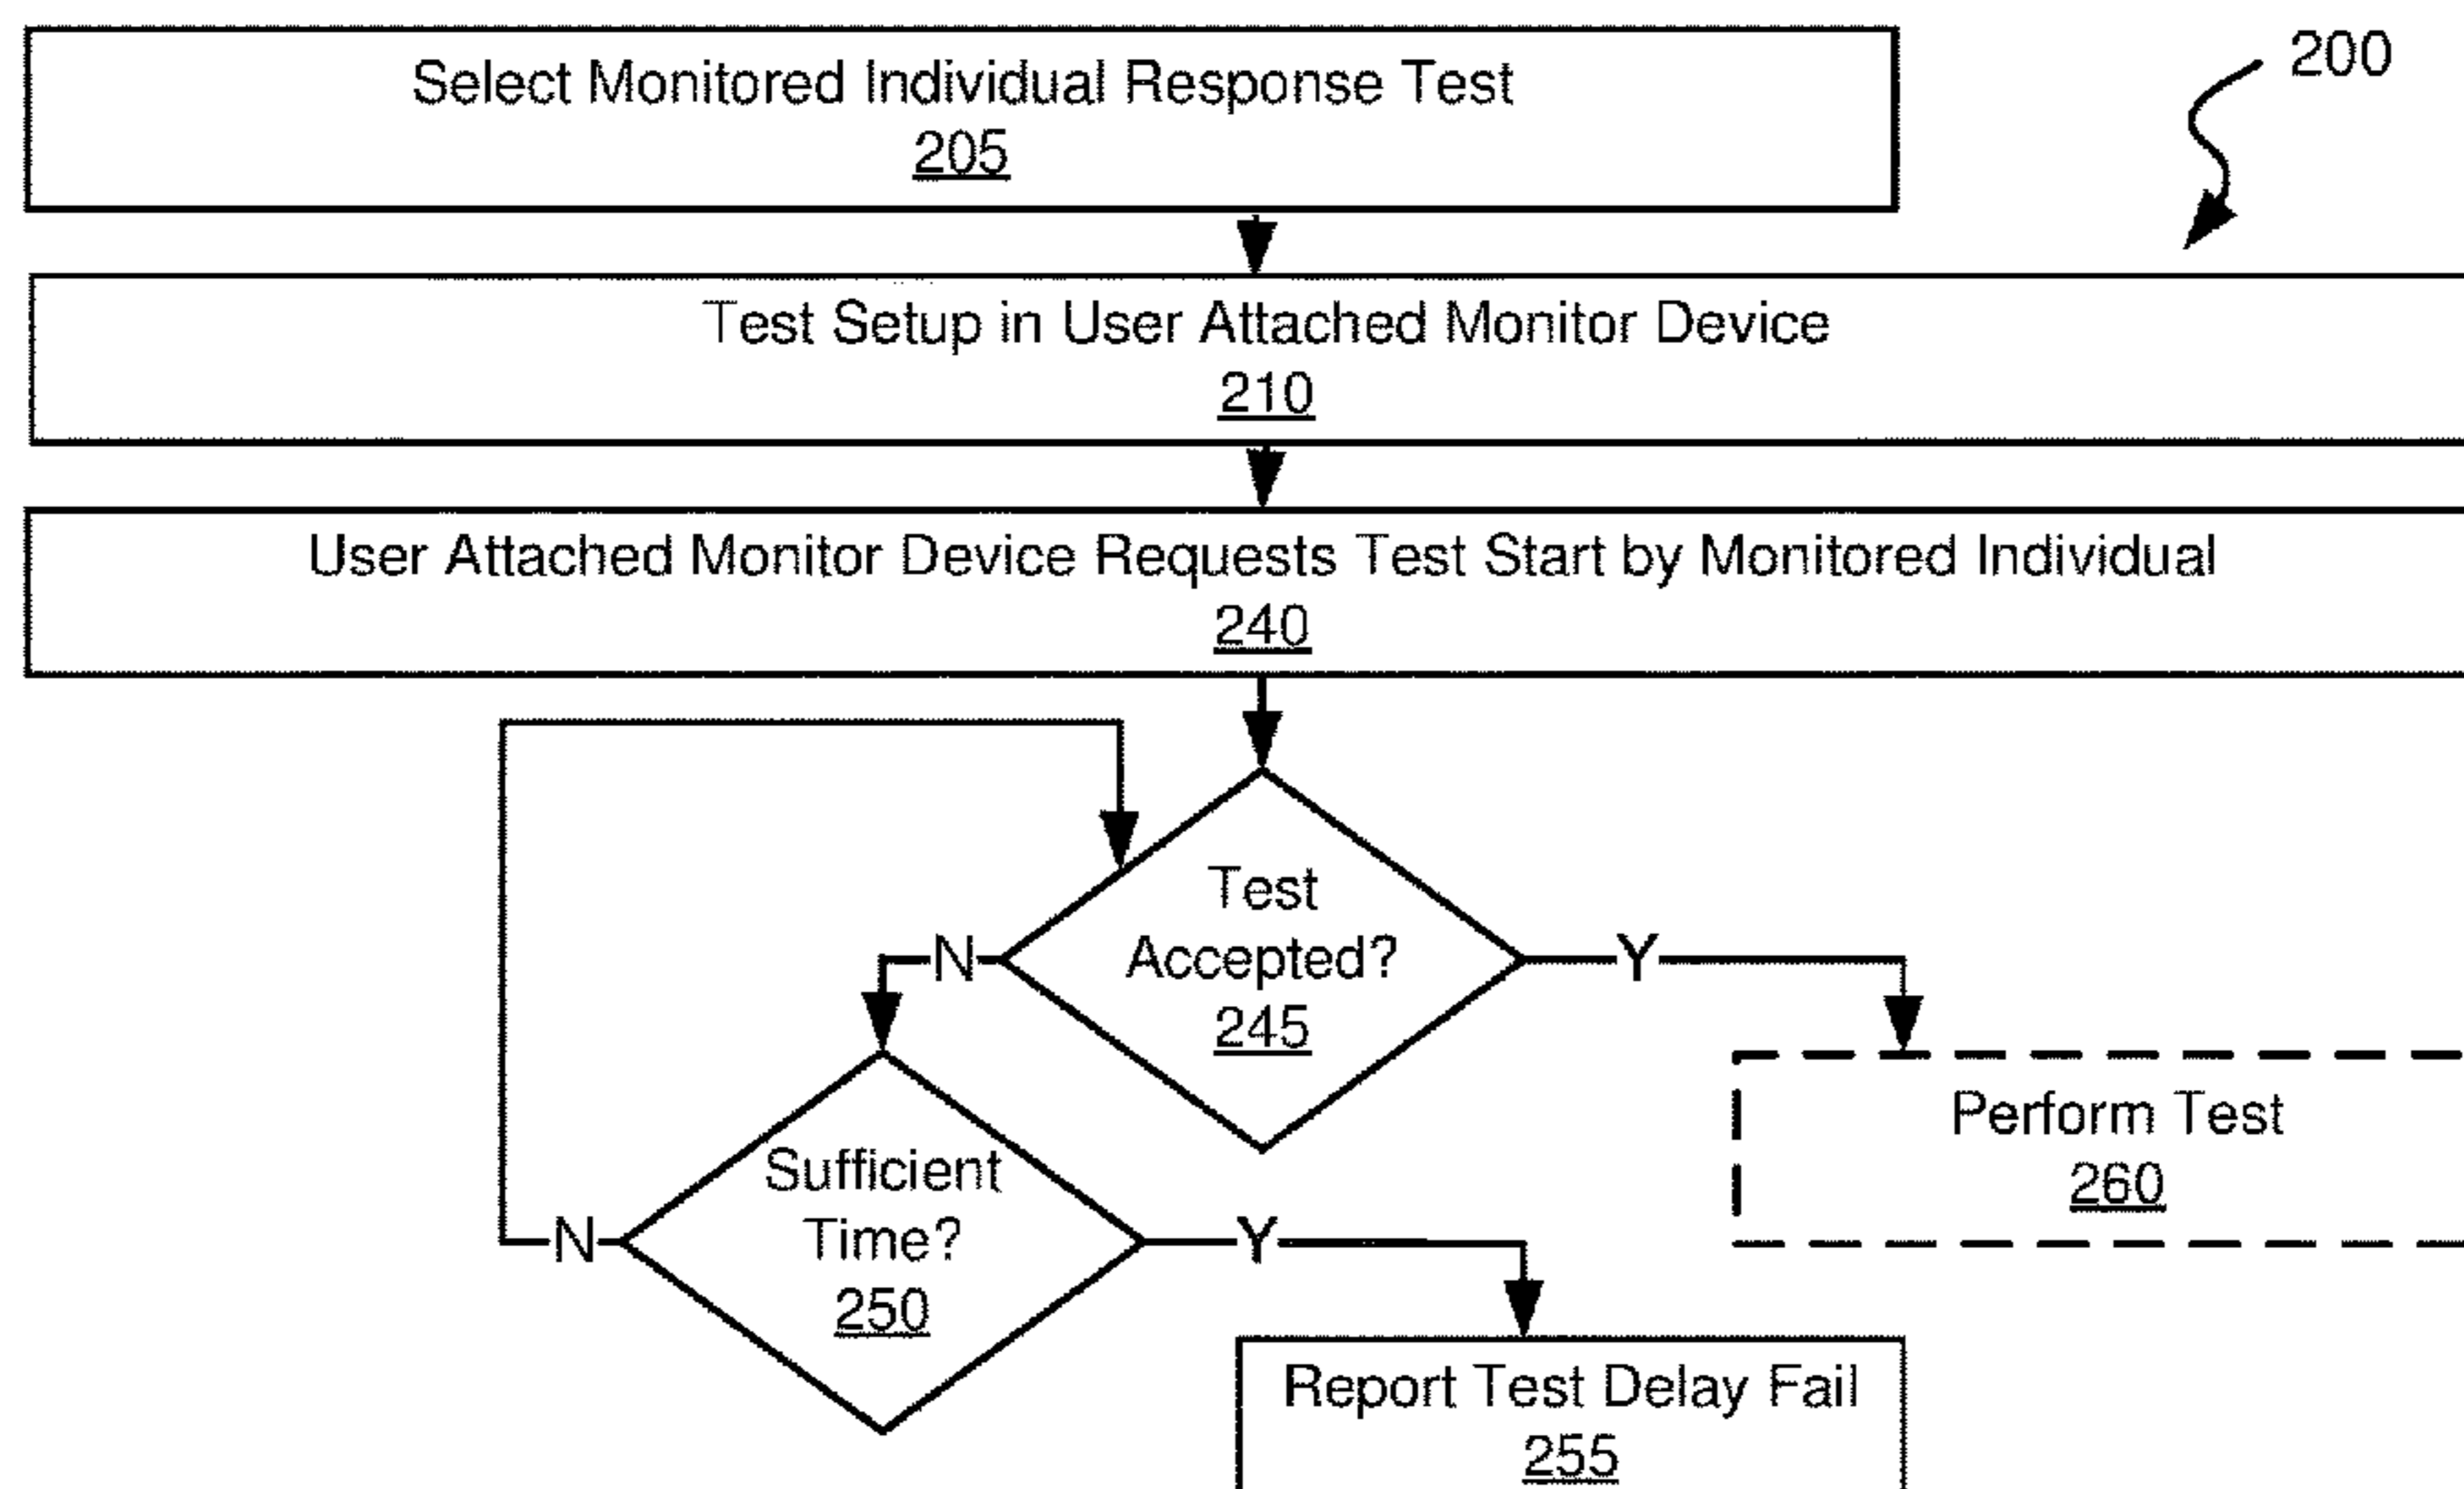 Select Monitored Individual Response Test
205
200
Test Setup in User Attached Monitor Device
210
User Attached Monitor Device Requests Test Start by Monitored Individual
240
Test
Accepted?
245
N
Y
Sufficient
Time?
250
N
Y
Perform Test
260
Report Test Delay Fail
255